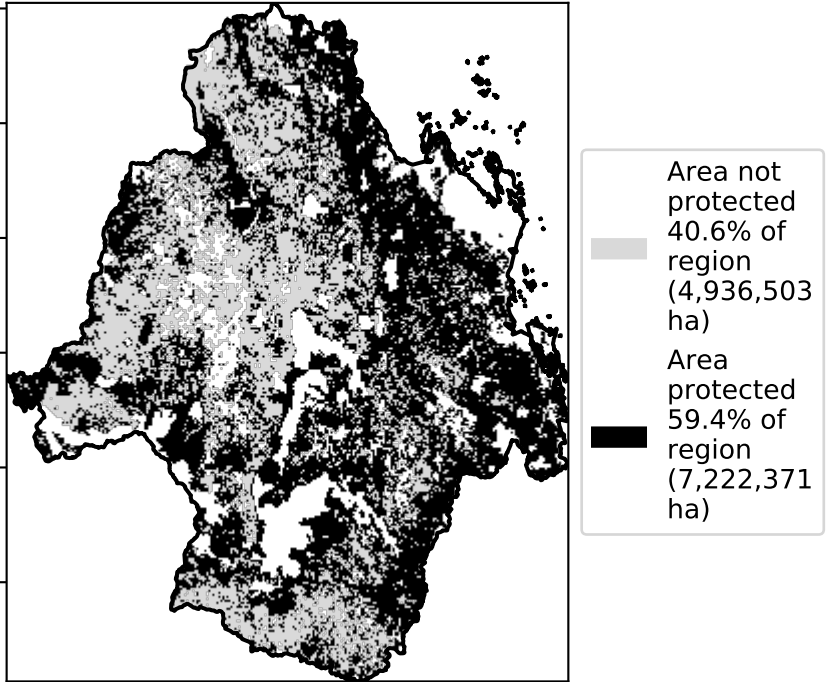 Area not
protected
40.6% of
region
(4,936,503
ha)
Area
protected
59.4% of
region
(7,222,371
ha)